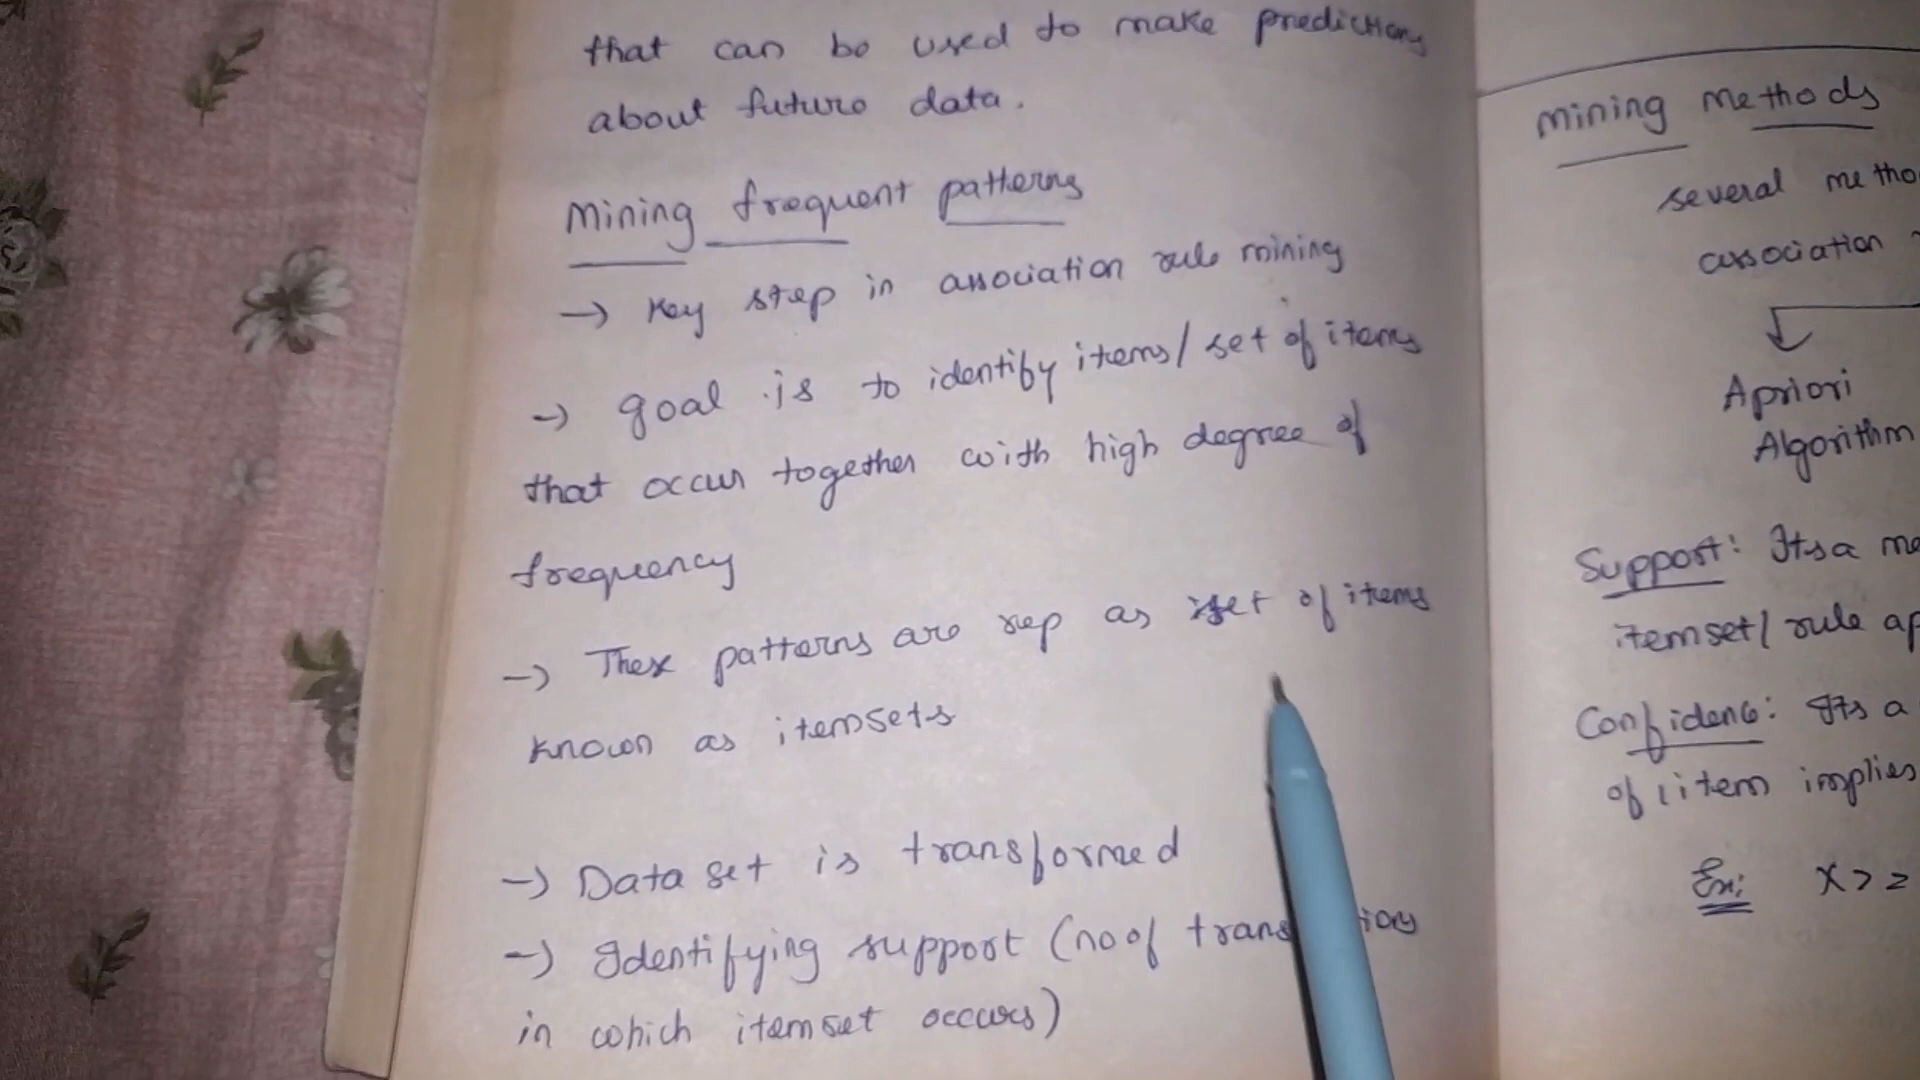 that can be used to make predictions
about future data.
Mining frequent patterns
→ Key step in association rule mining
→ goal is to identify items/ set of items
that occur together with high degree of
frequency
→ These patterns are rep as set of items
known as itemsets
→ Data set is transformed
→ Identifying support (no of trans
in which itemset occurs)
Mining Methods
several
association
Apriori
Algorithm
Support: Its a
itemset/ rule
Confidence: Its a
of 1 item implies
Ex: X >